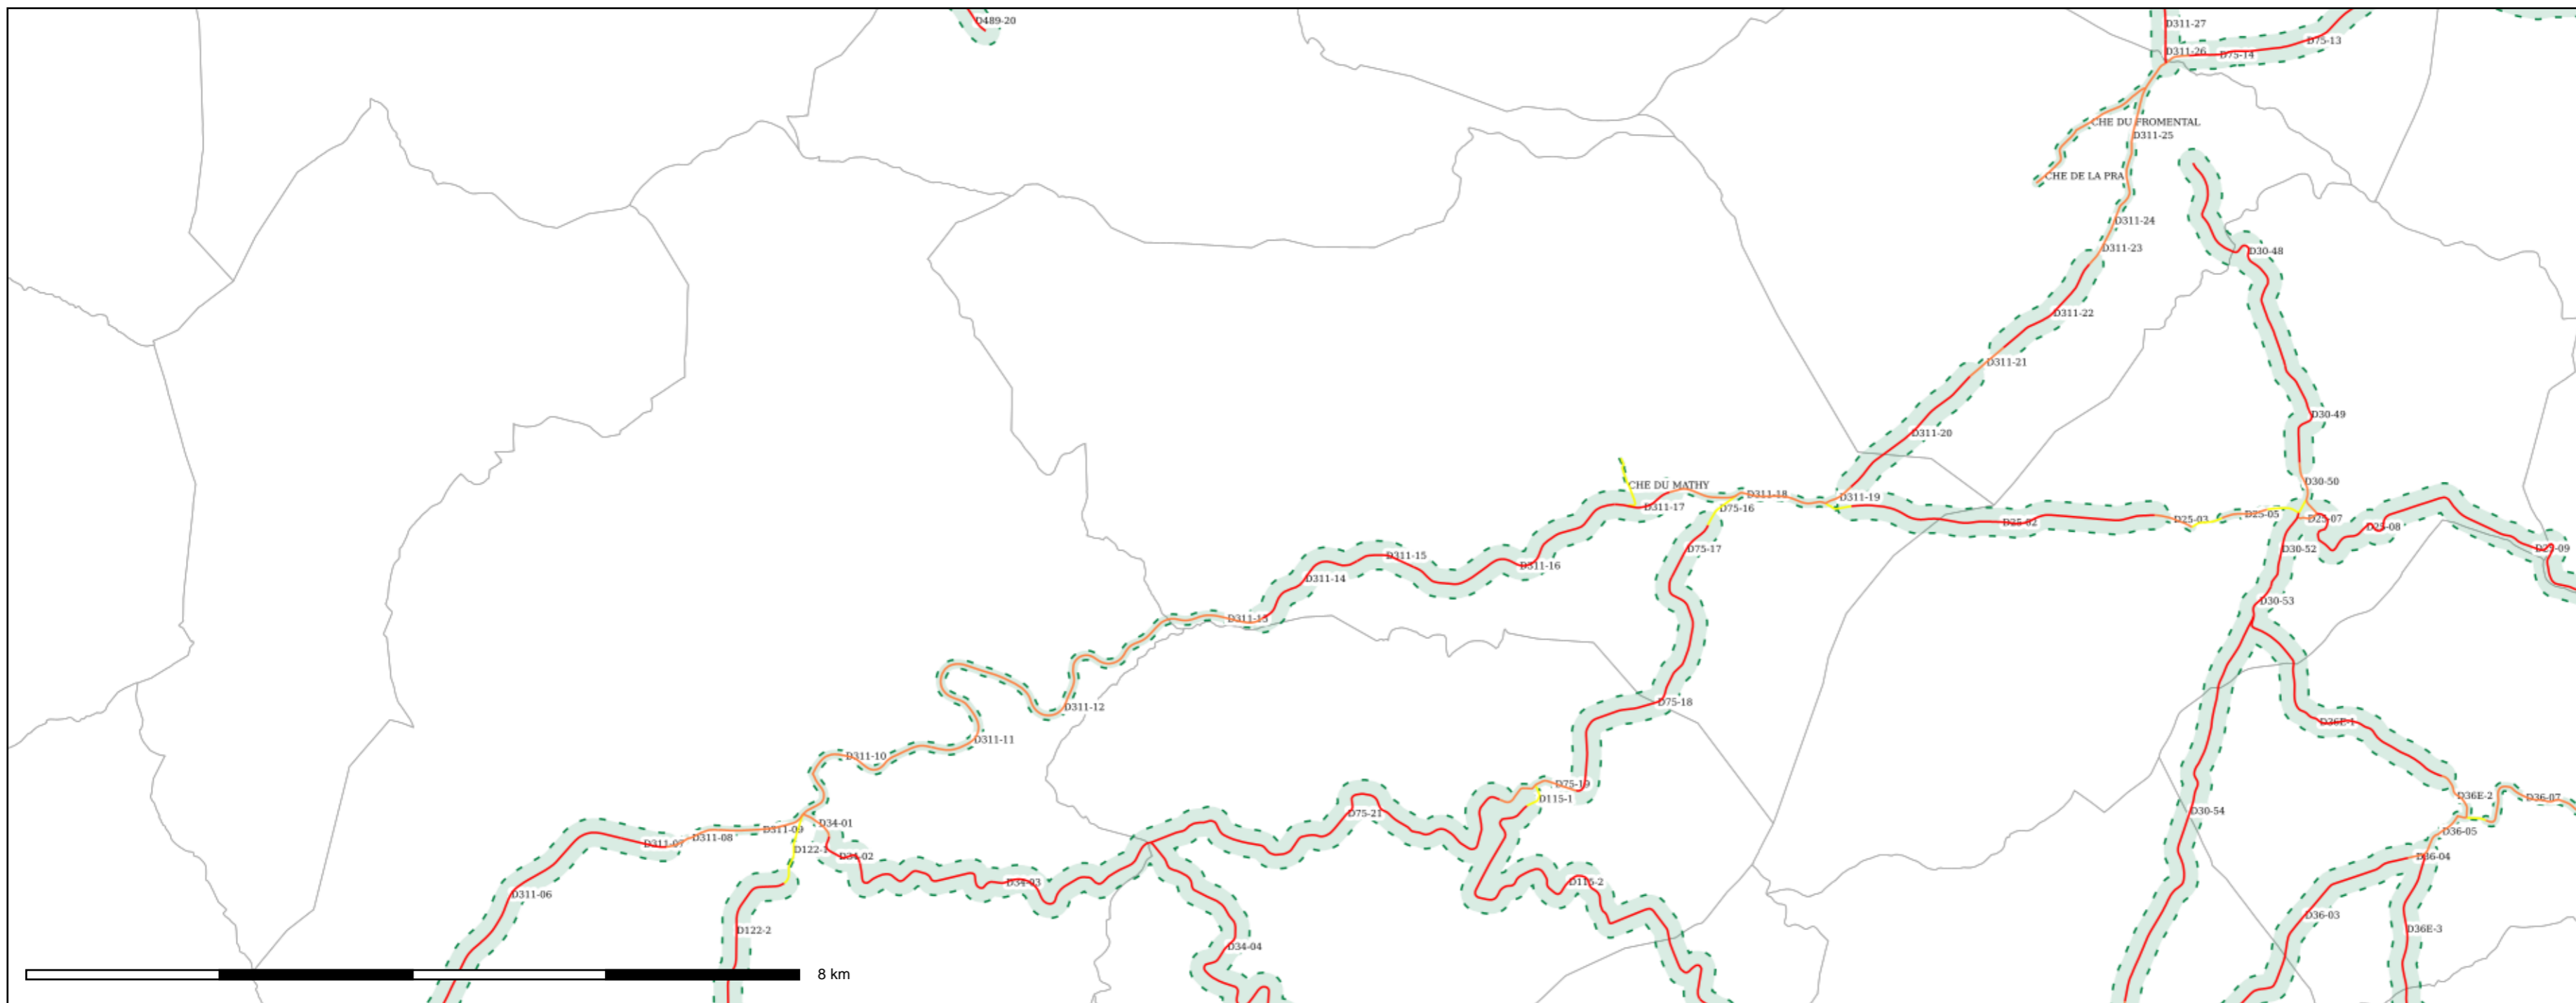 D489-20
D311-27
D75-13
D311-26
D75-14
CHE DU FROMENTAL
D311-25
CHE DE LA PRA
D311-24
D311-23
D30-48
D311-22
D311-21
D30-49
D311-20
D30-50
CHE DU MATHY
D311-18
D311-19
D311-17
D75-16
D25-05
D25-03
D25-07
D25-02
D25-08
D75-17
D30-52
D25-09
D311-15
D311-16
D311-14
D30-53
D311-13
D75-18
D311-12
D36E-1
D311-11
D311-10
D75-19
D36E-2
D36-07
D115-1
D30-54
D75-21
D34-01
D311-09
D36-05
D311-08
D311-07
D122-1
D34-02
D36-04
D34-03
D115-2
D311-06
D36-03
D122-2
D36E-3
D34-04
8 km